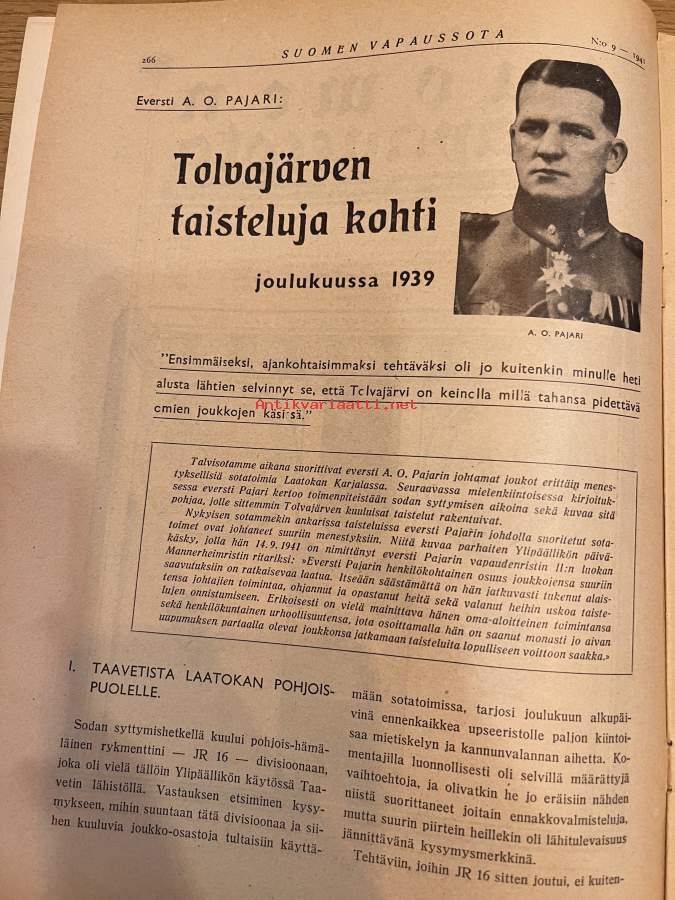 266
SUOMEN VAPAUSSOTA
N:o 9 — 1941
Eversti A. O. PAJARI:
Tolvajärven
taisteluja kohti
joulukuussa 1939
A. O. PAJARI
"Ensimmäiseksi, ajankohtaisimmaksi tehtäväksi oli jo kuitenkin minulle heti
alusta lähtien selvinnyt se, että Tolvajärvi on keinolla millä tahansa pidettävä
omien joukkojen käsissä."
Antikvariaatti.net
Talvisotamme aikana suorittivat eversti A. O. Pajarin johtamat joukot erittäin menes-
tyksellisiä sotatoimia Laatokan Karjalassa. Seuraavassa mielenkiintoisessa kirjoituk-
sessa eversti Pajari kertoo toimenpiteistään sodan syttymisen aikoina sekä kuvaa sitä
pohjaa, jolle sittemmin Tolvajärven kuuluisat taistelut rakentuivat.
Nykyisen sotammekin ankarissa taisteluissa eversti Pajarin johdolla suoritetut sota-
toimet ovat johtaneet suuriin menestyksiin. Niitä kuvaa parhaiten Ylipäällikön päivä-
käsky, jolla hän 14. 9. 1941 on nimittänyt eversti Pajarin vapaudenristin II:n luokan
Mannerheimristin ritariksi: »Eversti Pajarin henkilökohtainen osuus joukkojensa suuriin
saavutuksiin on ratkaisevaa laatua. Itseään säästämättä on hän jatkuvasti tukenut alais-
tensa johtajien toimintaa, ohjannut ja opastanut heitä sekä valanut heihin uskoa taiste-
lujen onnistumiseen. Erikoisesti on vielä mainittava hänen oma-aloitteinen toimintansa
sekä henkilökuntainen urhoollisuutensa, jota osoittamalla hän on saanut monasti jo aivan
uupumuksen partaalla olevat joukkonsa jatkamaan taisteluita lopulliseen voittoon saakka.»
I. TAAVETISTA LAATOKAN POHJOIS-
PUOLELLE.
Sodan syttymishetkellä kuului pohjois-hämä-
läinen rykmenttini — JR 16 — divisioonaan,
joka oli vielä tällöin Ylipäällikön käytössä Taa-
vetin lähistöllä. Vastauksen etsiminen kysy-
mykseen, mihin suuntaan tätä divisioonaa ja sii-
hen kuuluvia joukko-osastoja tultaisiin käyttä-
mään sotatoimissa, tarjosi joulukuun alkupäi-
vinä ennenkaikkea upseeristolle paljon kiintoi-
saa mietiskelyn ja kannunvalannan aihetta. Ko-
mentajilla luonnollisesti oli selvillä määrättyjä
vaihtoehtoja, ja olivatkin he jo eräisiin nähden
niistä suorittaneet joitain ennakkovalmisteluja,
mutta suurin piirtein heillekin oli lähitulevaisuus
jännittävänä kysymysmerkkinä.
Tehtäviin, joihin JR 16 sitten joutui, ei kuiten-